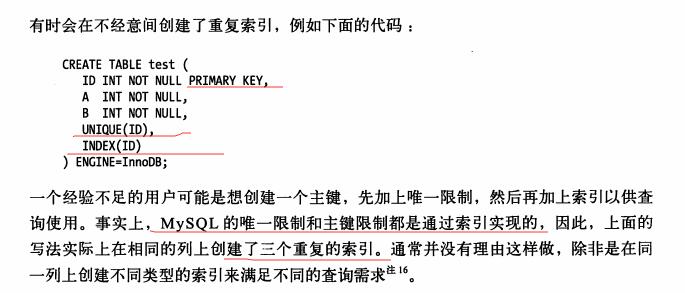 有时会在不经意间创建了重复索引，例如下面的代码：
CREATE TABLE test (
ID INT NOT NULL PRIMARY KEY,
A INT NOT NULL,
B INT NOT NULL,
UNIQUE(ID),
INDEX(ID)
) ENGINE=InnoDB;
一个经验不足的用户可能是想创建一个主键，先加上唯一限制，然后再加上索引以供查
询使用。事实上，MySQL 的唯一限制和主键限制都是通过索引实现的，因此，上面的
写法实际上在相同的列上创建了三个重复的索引。通常并没有理由这样做，除非是在同
一列上创建不同类型的索引来满足不同的查询需求注16。